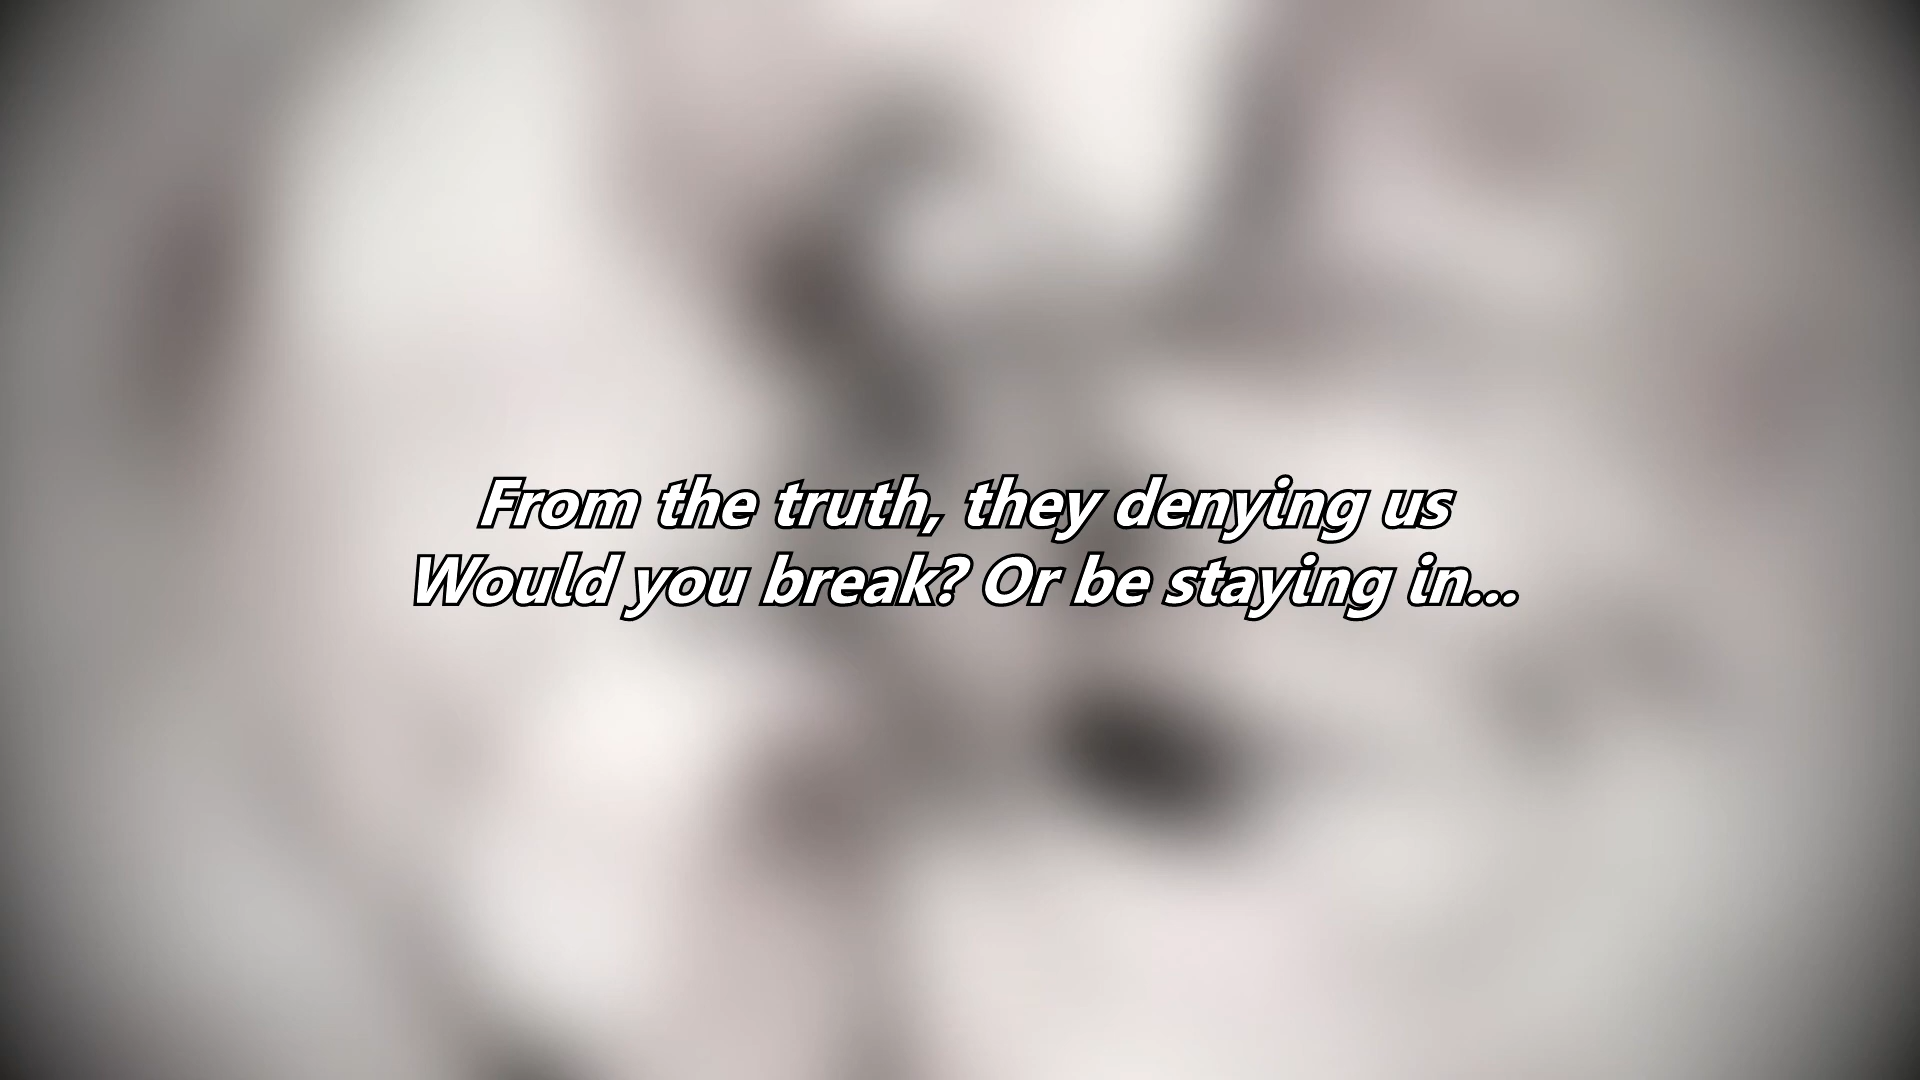 From the truth, they denying us
Would you break? Or be staying in...